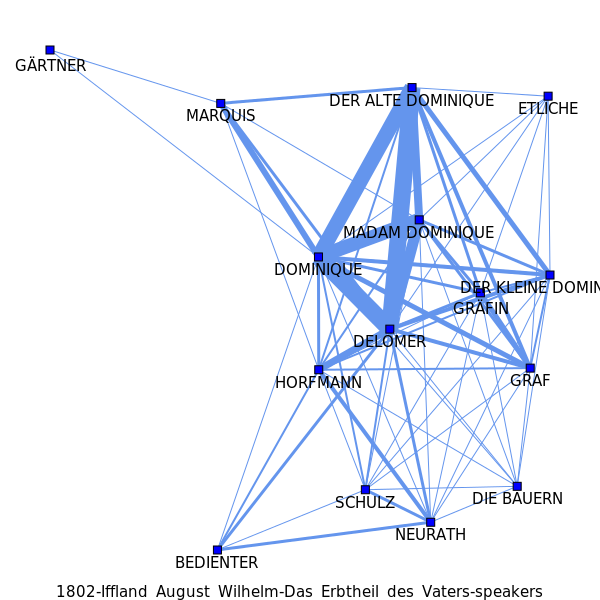 GÄRTNER
MARQUIS
DER ALTE DOMINIQUE
ETLICHE
MADAM DOMINIQUE
DOMINIQUE
DER KLEINE DOMIN
GRÄFIN
DELOMER
HORFMANN
GRAF
SCHULZ
DIE BAUERN
NEURATH
BEDIENTER
1802-Iffland August Wilhelm-Das Erbtheil des Vaters-speakers